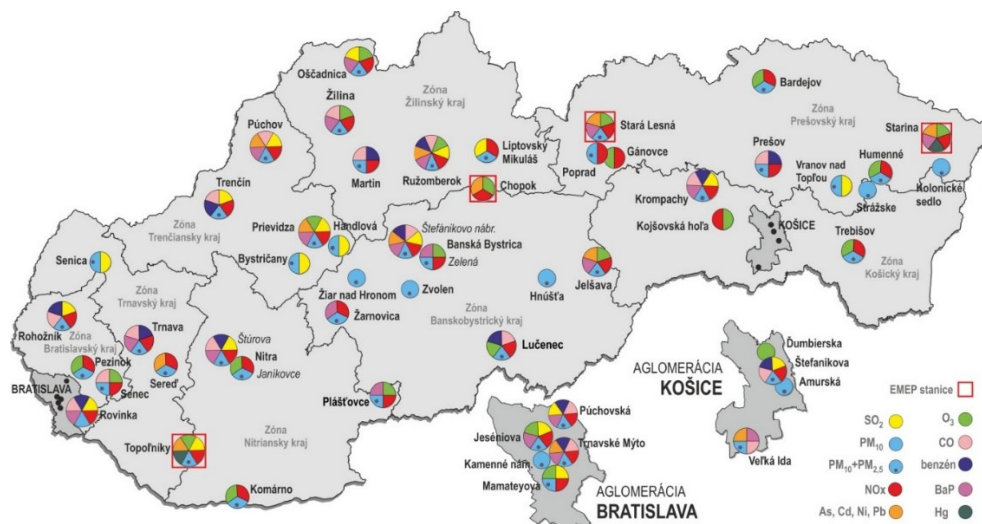 Oščadnica
Zóna
Žilinský kraj
Žilina
Púchov
Martin
Ružomberok
Liptovský
Mikuláš
Chopok
Stará Lesná
Gánovce
Poprad
Bardejov
Zóna
Prešovský kraj
Prešov
Starina
Humenné
Vranov nad
Topľou
Strážske
Kolonické
sedlo
Trenčín
Zóna
Trenčiansky kraj
Prievidza
Handlová
Bystričany
Štefánikovo nábr.
Banská Bystrica
Zelená
Krompachy
Kojšovská hoľa
KOŠICE
Trebišov
Zóna
Košický kraj
Senica
Zóna
Trnavský kraj
Žiar nad Hronom
Zvolen
Hnúšťa
Jelšava
Zóna
Banskobystrický kraj
Žarnovica
Lučenec
Rohožník
Zóna
Bratislavský kraj
Trnava
Štúrova
Nitra
Janíkovce
Pezinok
Sereď
Senec
BRATISLAVA
Rovinka
Plášťovce
Topoľníky
Zóna
Nitriansky kraj
Komárno
Púchovská
Jeséniova
Trnavské Mýto
Kamenné nám.
Mamateyova
AGLOMERÁCIA
BRATISLAVA
AGLOMERÁCIA
KOŠICE
Ďumbierska
Štefanikova
Amurská
Veľká Ida
EMEP stanice
SO2
O3
PM10
CO
PM10+PM2,5
benzén
NOx
BaP
As, Cd, Ni, Pb
Hg